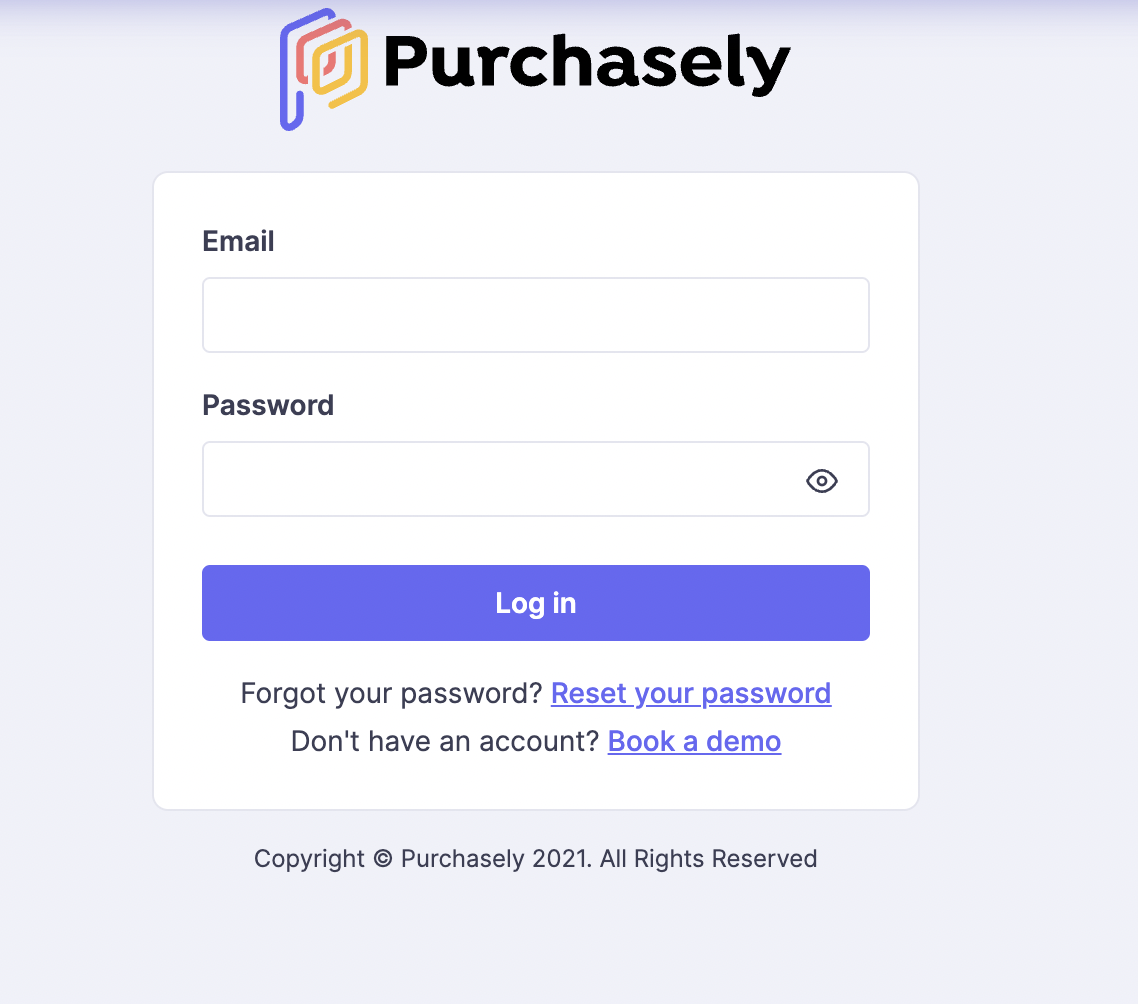 Purchasely
Email
Password
Log in
Forgot your password? Reset your password
Don't have an account? Book a demo
Copyright © Purchasely 2021. All Rights Reserved